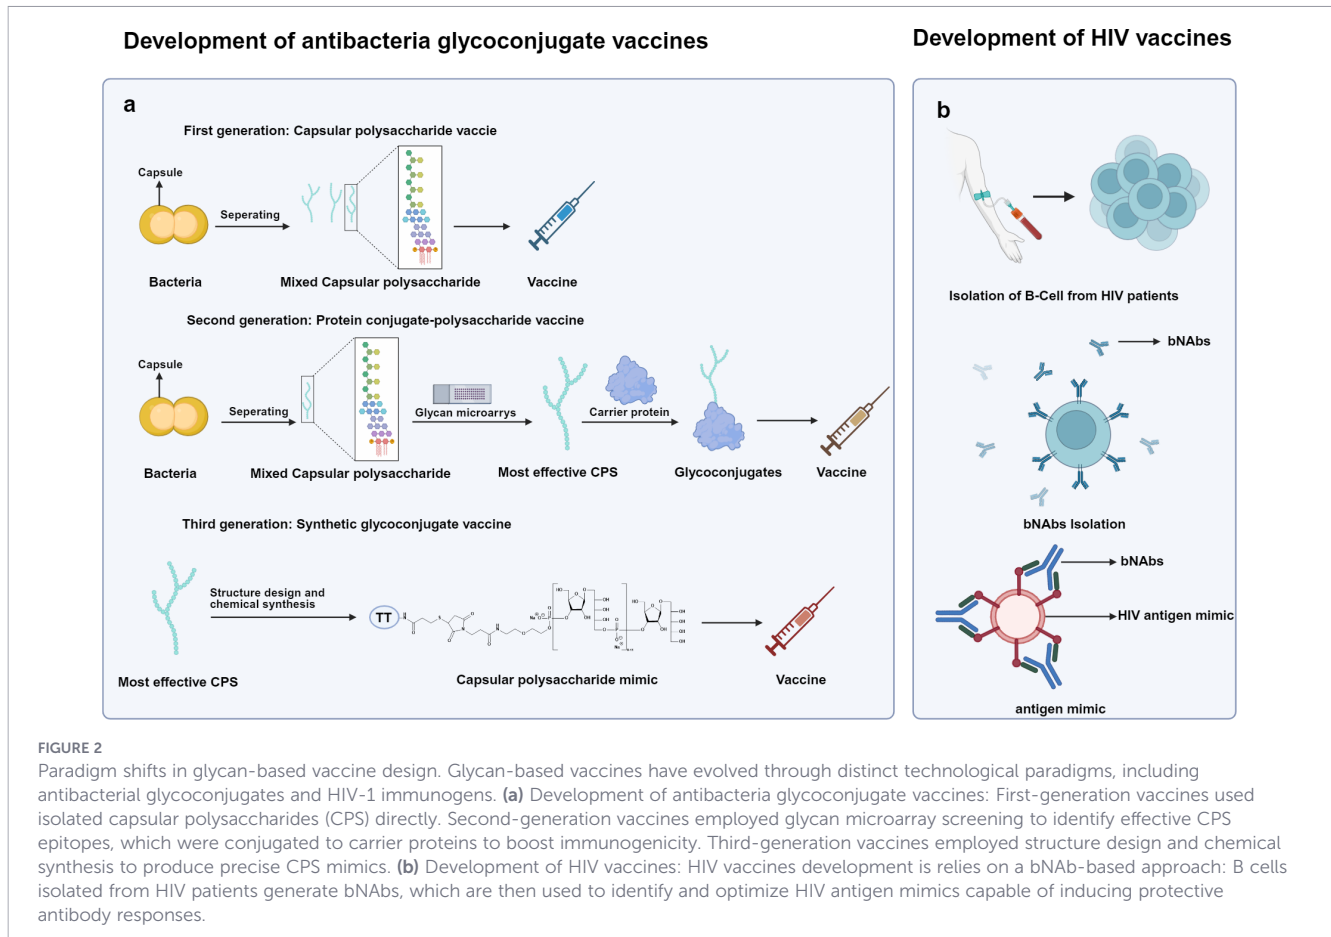 Development of antibacteria glycoconjugate vaccines
Development of HIV vaccines
a
First generation: Capsular polysaccharide vaccie
Capsule
Seperating
Bacteria
Mixed Capsular polysaccharide
Vaccine
Second generation: Protein conjugate-polysaccharide vaccine
Capsule
Seperating
Glycan microarrys
Carrier protein
Bacteria
Mixed Capsular polysaccharide
Most effective CPS
Glycoconjugates
Vaccine
Third generation: Synthetic glycoconjugate vaccine
Structure design and
chemical synthesis
TT
Most effective CPS
Capsular polysaccharide mimic
Vaccine
b
Isolation of B-Cell from HIV patients
bNAbs
bNAbs Isolation
bNAbs
HIV antigen mimic
antigen mimic
FIGURE 2
Paradigm shifts in glycan-based vaccine design. Glycan-based vaccines have evolved through distinct technological paradigms, including
antibacterial glycoconjugates and HIV-1 immunogens. (a) Development of antibacteria glycoconjugate vaccines: First-generation vaccines used
isolated capsular polysaccharides (CPS) directly. Second-generation vaccines employed glycan microarray screening to identify effective CPS
epitopes, which were conjugated to carrier proteins to boost immunogenicity. Third-generation vaccines employed structure design and chemical
synthesis to produce precise CPS mimics. (b) Development of HIV vaccines: HIV vaccines development is relies on a bNAb-based approach: B cells
isolated from HIV patients generate bNAbs, which are then used to identify and optimize HIV antigen mimics capable of inducing protective
antibody responses.